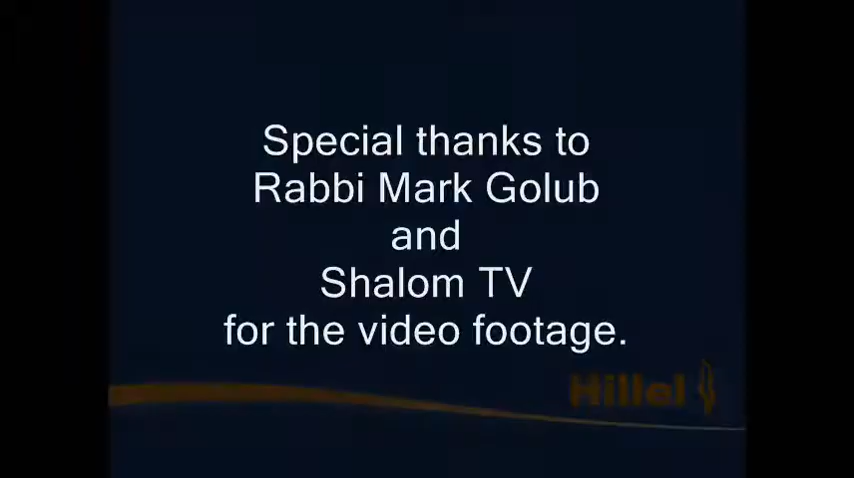 Special thanks to
Rabbi Mark Golub
and
Shalom TV
for the video footage.
Hillel